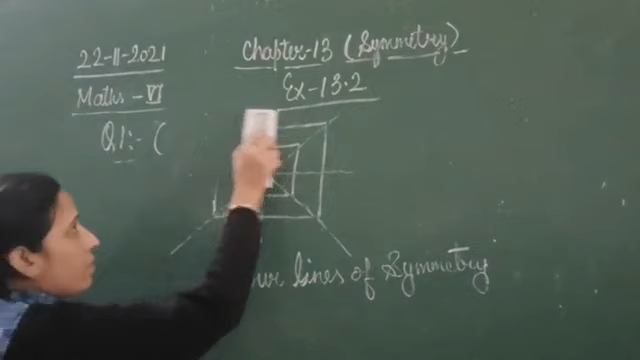 22-11-2021
Chapter-13 (Symmetry)
Maths - VI
Ex-13.2
Q1:- (
lines of Symmetry